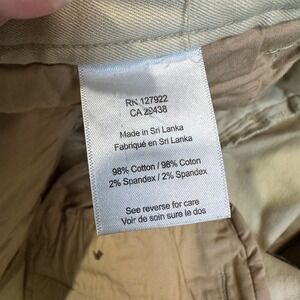 RN 127922
CA 29438
Made in Sri Lanka
Fabriqué en Sri Lanka
98% Cotton / 98% Coton
2% Spandex / 2% Spandex
See reverse for care
Voir de soin sure le dos